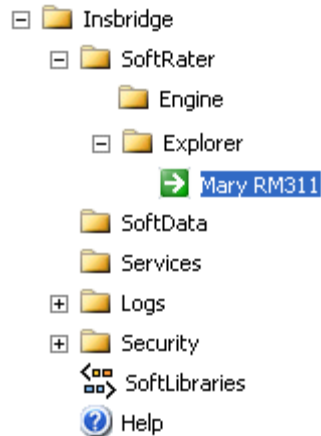 Insbridge
SoftRater
Engine
Explorer
Mary RM311
SoftData
Services
Logs
Security
SoftLibraries
Help